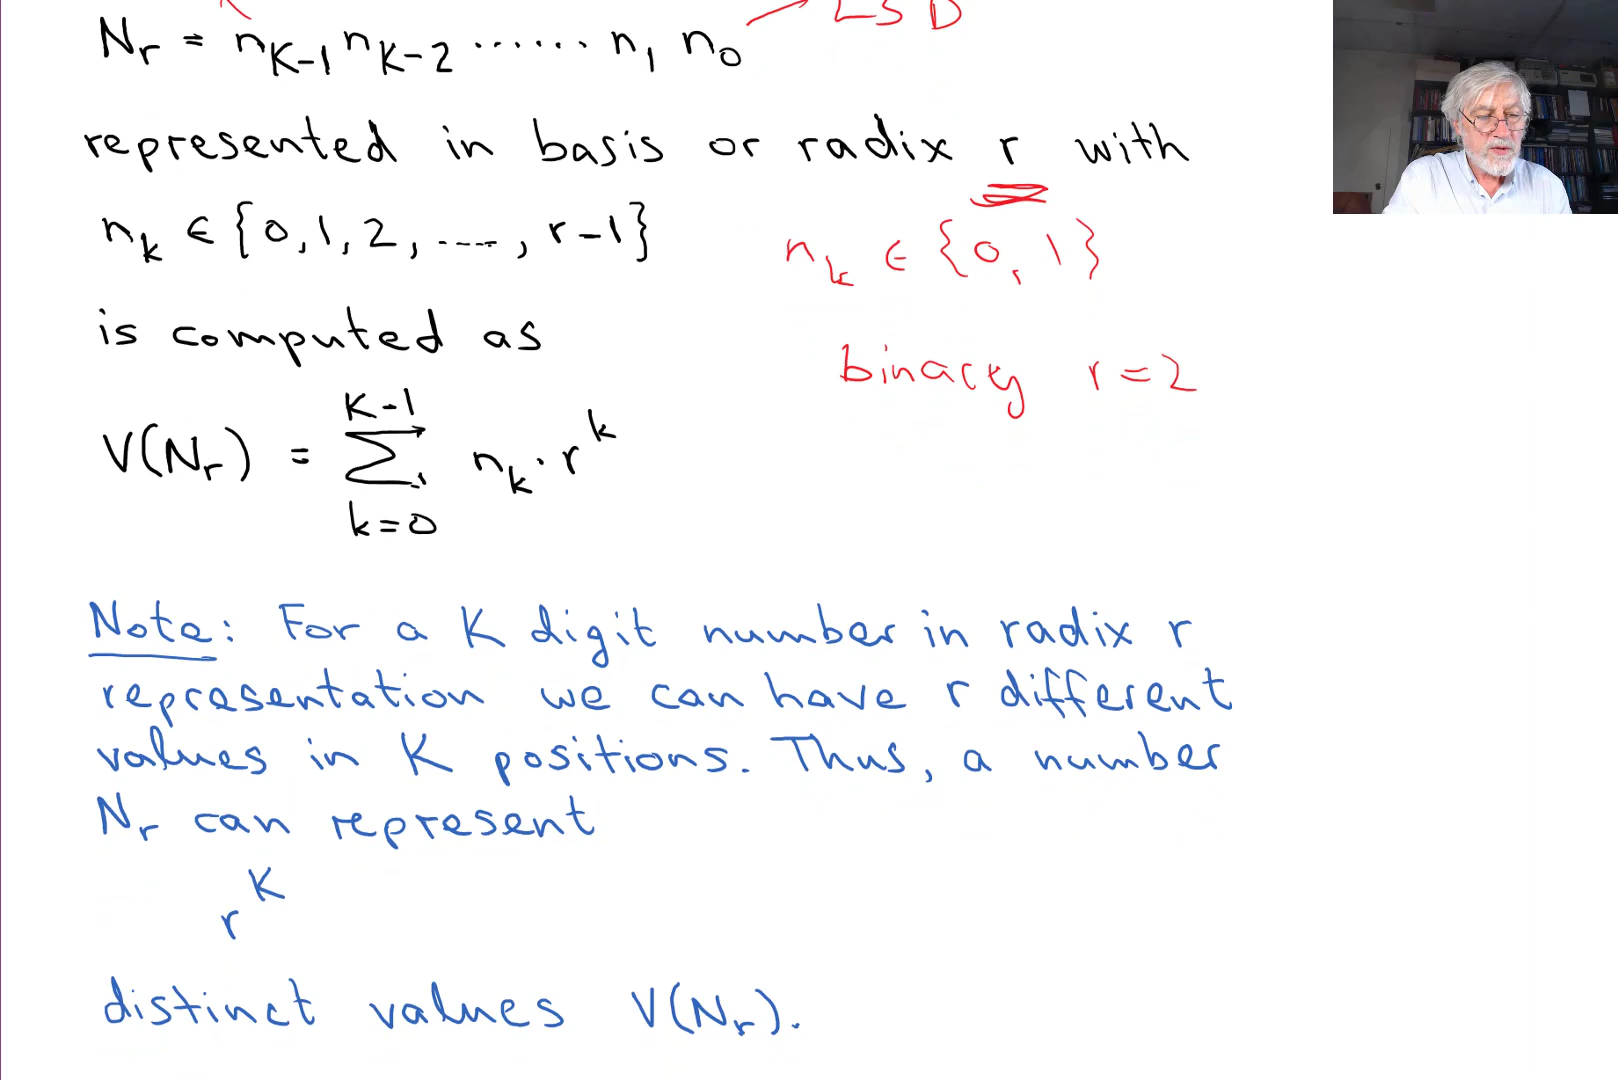 LSD
Nr = nK-1 nK-2 ...... n1 n0
represented in basis or radix r with
nk ∈ {0, 1, 2, ----, r-1}
nk ∈ {0, 1}
is computed as
binary r = 2
V(Nr) = ∑ k=0 K-1 nk · r^k
Note: For a K digit number in radix r
representation we can have r different
values in K positions. Thus, a number
Nr can represent
r^K
distinct values V(Nr).